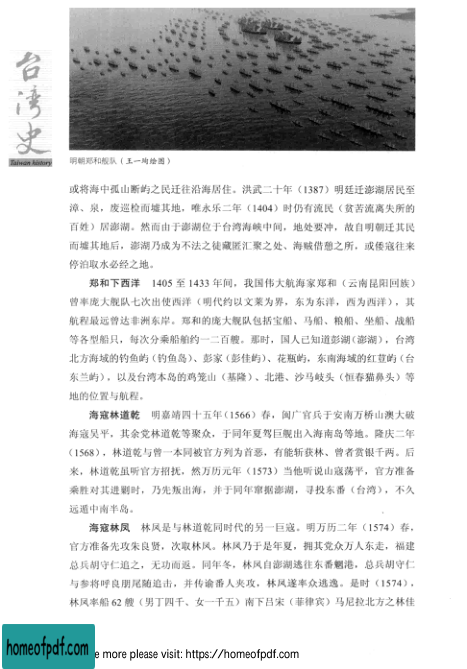 台
湾
史
Taiwan history
明朝郑和舰队（王一均绘图）
或将海中孤山断屿之民迁往沿海居住。洪武二十年（1387）明廷迁澎湖居民至
漳、泉，废巡检而墟其地，唯永乐二年（1404）时仍有流民（贫苦流离失所的
百姓）居澎湖。然而由于澎湖位于台湾海峡中间，地处要冲，故自明朝迁其民
而墟其地后，澎湖乃成为不法之徒藏匿汇聚之处、海贼借憩之所，或倭寇往来
停泊取水必经之地。
郑和下西洋 1405 至 1433 年间，我国伟大航海家郑和（云南昆阳回族）
曾率庞大舰队七次出使西洋（明代约以文莱为界，东为东洋，西为西洋），其
航程最远曾达非洲东岸。郑和的庞大舰队包括宝船、马船、粮船、坐船、战船
等各型船只，每次分乘船舶约一二百艘。那时，国人已知道彭湖（澎湖），台湾
北方海域的钓鱼屿（钓鱼岛）、彭家（彭佳屿）、花瓶屿，东南海域的红荳屿（台
东兰屿），以及台湾本岛的鸡笼山（基隆）、北港、沙马岐头（恒春猫鼻头）等
地的位置与航程。
海寇林道乾 明嘉靖四十五年（1566）春，闽广官兵于安南万桥山澳大破
海寇吴平，其余党林道乾等聚众，于同年夏驾巨舰出入海南岛等地。隆庆二年
（1568），林道乾与曾一本同被官方列为首恶，有能斩获林、曾者赏银千两。后
来，林道乾虽听官方招抚，然万历元年（1573）当他听说山寇荡平，官方准备
乘胜对其进剿时，乃先叛出海，并于同年窜据澎湖，寻投东番（台湾），不久
远遁中南半岛。
海寇林凤 林凤是与林道乾同时代的另一巨寇。明万历二年（1574）春，
官方准备先攻朱良贤，次取林凤。林凤乃于是年夏，拥其党众万人东走，福建
总兵胡守仁追之，无功而返。同年冬，林凤自澎湖逃往东番魍港，总兵胡守仁
与参将呼良朋尾随追击，并传谕番人夹攻，林凤遂率众逃逸。是时（1574），
林凤率船 62 艘（男丁四千、女一千五）南下吕宋（菲律宾）马尼拉北方之林佳
homeofpdf.com
e more please visit: https://homeofpdf.com